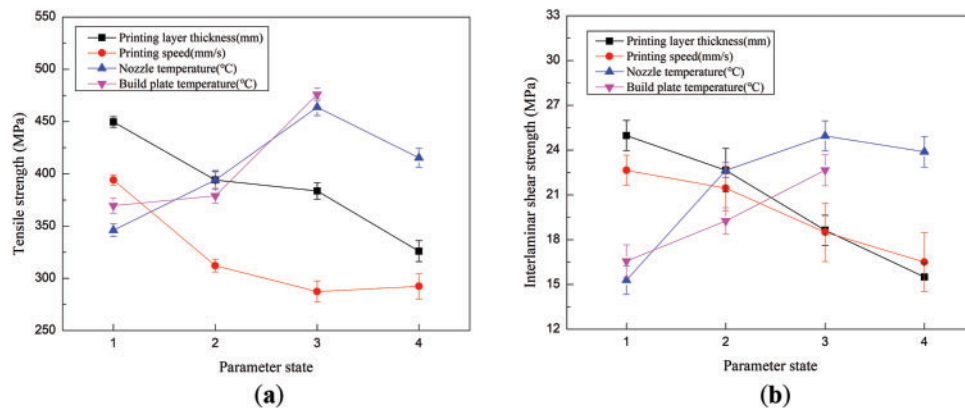 550
500
450
400
350
300
250
Tensile strength (MPa)
Printing layer thickness(mm)
Printing speed(mm/s)
Nozzle temperature(°C)
Build plate temperature(°C)
1 2 3 4
Parameter state
(a)
33
30
27
24
21
18
15
12
Interlaminar shear strength (MPa)
Printing layer thickness(mm)
Printing speed(mm/s)
Nozzle temperature(°C)
Build plate temperature(°C)
1 2 3 4
Parameter state
(b)